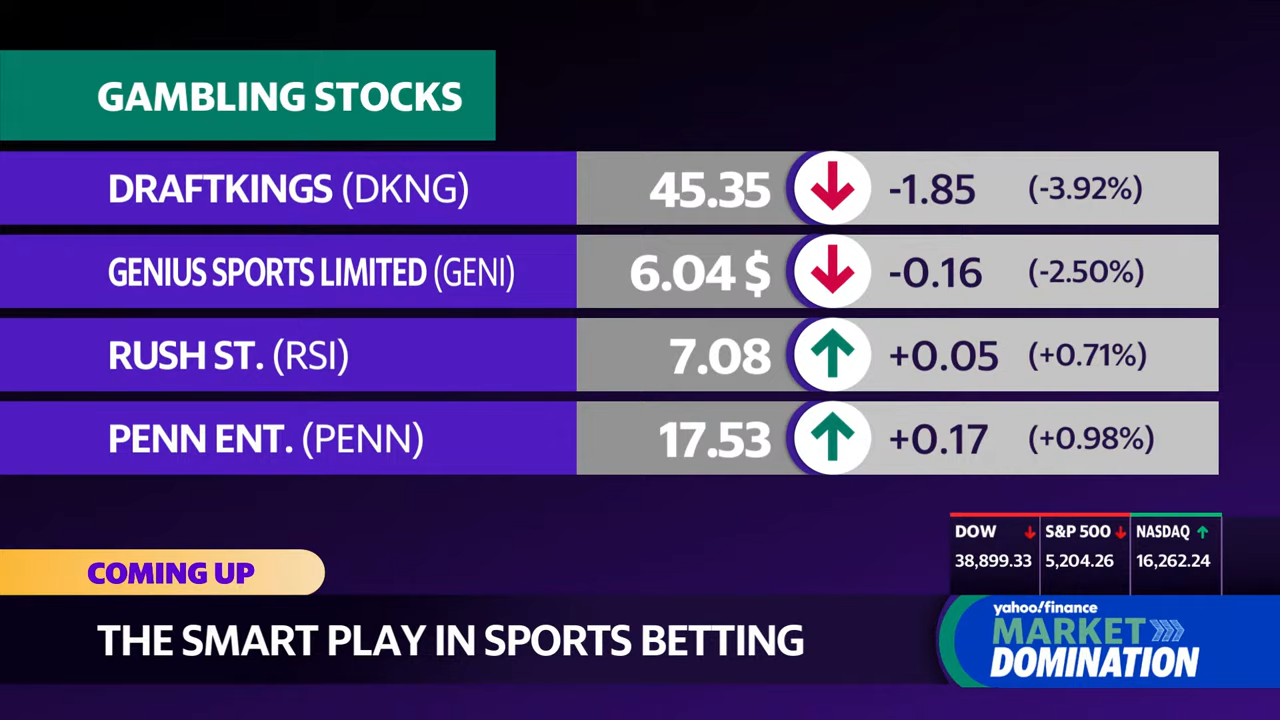 GAMBLING STOCKS
DRAFTKINGS (DKNG) 45.35 -1.85 (-3.92%)
GENIUS SPORTS LIMITED (GENI) 6.04 $ -0.16 (-2.50%)
RUSH ST. (RSI) 7.08 +0.05 (+0.71%)
PENN ENT. (PENN) 17.53 +0.17 (+0.98%)
DOW S&P 500 NASDAQ
38,899.33 5,204.26 16,262.24
COMING UP
THE SMART PLAY IN SPORTS BETTING
yahoo!finance
MARKET
DOMINATION